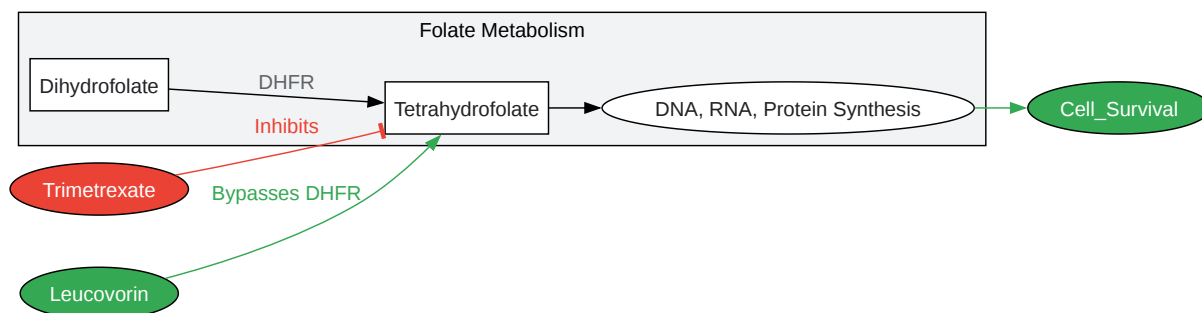 Folate Metabolism
Dihydrofolate
DHFR
Tetrahydrofolate
DNA, RNA, Protein Synthesis
Cell_Survival
Inhibits
Trimetrexate
Bypasses DHFR
Leucovorin